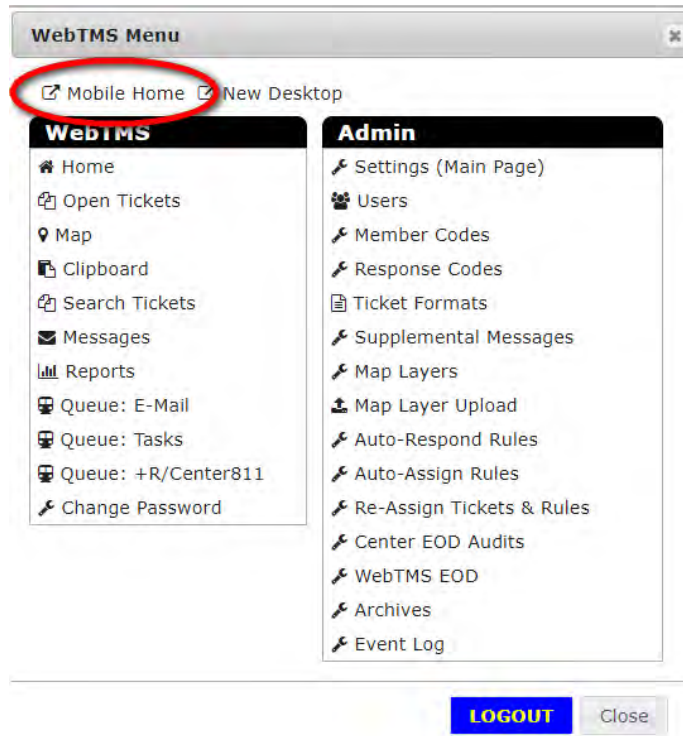 WebTMS Menu
Mobile Home New Desktop
WebTMS
Home
Open Tickets
Map
Clipboard
Search Tickets
Messages
Reports
Queue: E-Mail
Queue: Tasks
Queue: +R/Center811
Change Password
Admin
Settings (Main Page)
Users
Member Codes
Response Codes
Ticket Formats
Supplemental Messages
Map Layers
Map Layer Upload
Auto-Respond Rules
Auto-Assign Rules
Re-Assign Tickets & Rules
Center EOD Audits
WebTMS EOD
Archives
Event Log
LOGOUT Close